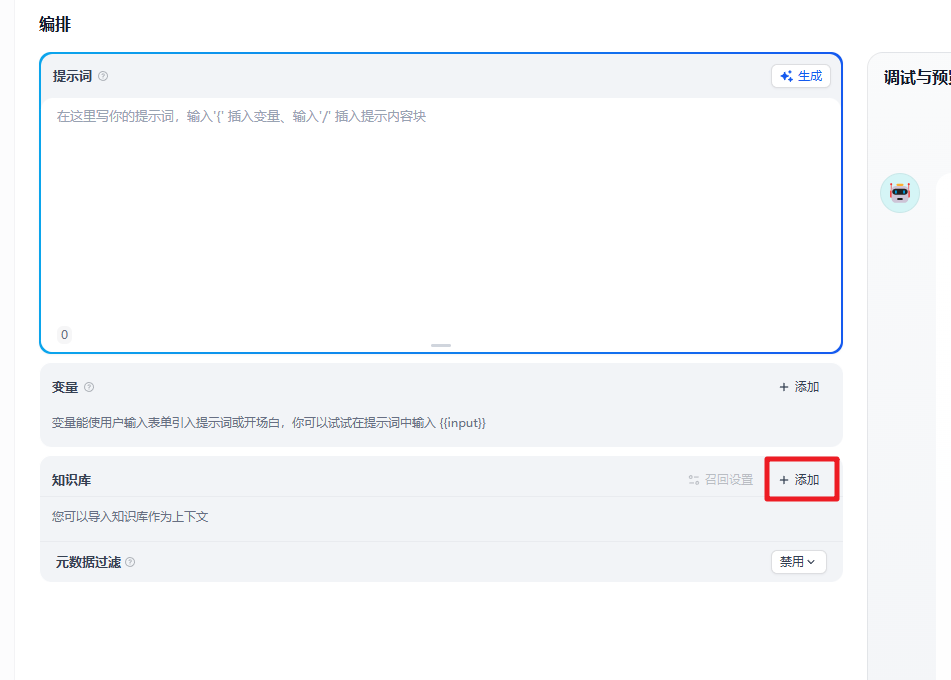 编排
提示词
生成
调试与预
在这里写你的提示词，输入'{' 插入变量、输入'/' 插入提示内容块
0
变量
+ 添加
变量能使用户输入表单引入提示词或开场白，你可以试试在提示词中输入 {{input}}
知识库
召回设置
+ 添加
您可以导入知识库作为上下文
元数据过滤
禁用